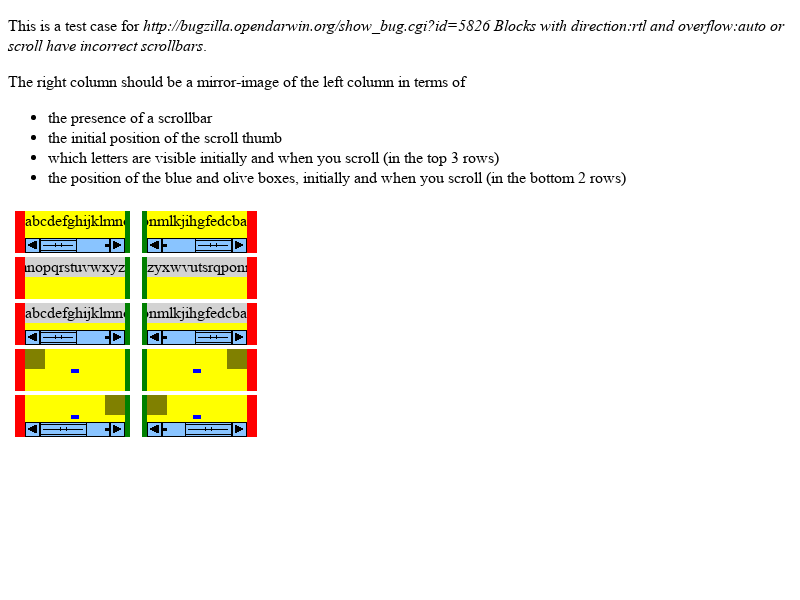 This is a test case for http://bugzilla.opendarwin.org/show_bug.cgi?id=5826 Blocks with direction:rtl and overflow:auto or
scroll have incorrect scrollbars.
The right column should be a mirror-image of the left column in terms of
• the presence of a scrollbar
• the initial position of the scroll thumb
• which letters are visible initially and when you scroll (in the top 3 rows)
• the position of the blue and olive boxes, initially and when you scroll (in the bottom 2 rows)
abcdefghijklmn nmlkjihgfedcba
nopqrstuvwxyz zyxwvutsrqpon
abcdefghijklmn nmlkjihgfedcba